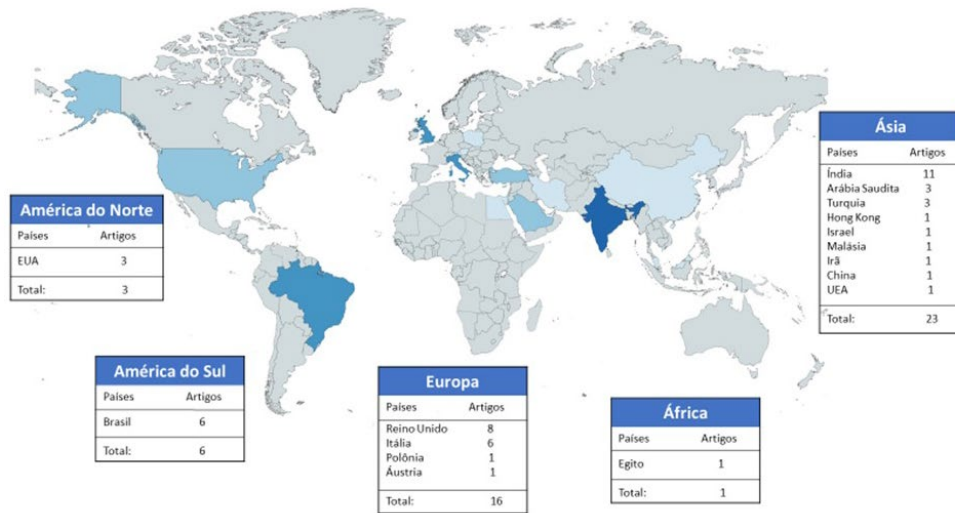 América do Norte
Países Artigos
EUA 3
Total: 3
América do Sul
Países Artigos
Brasil 6
Total: 6
Europa
Países Artigos
Reino Unido 8
Itália 6
Polônia 1
Áustria 1
Total: 16
África
Países Artigos
Egito 1
Total: 1
Ásia
Países Artigos
Índia 11
Arábia Saudita 3
Turquia 3
Hong Kong 1
Israel 1
Malásia 1
Irã 1
China 1
UEA 1
Total: 23